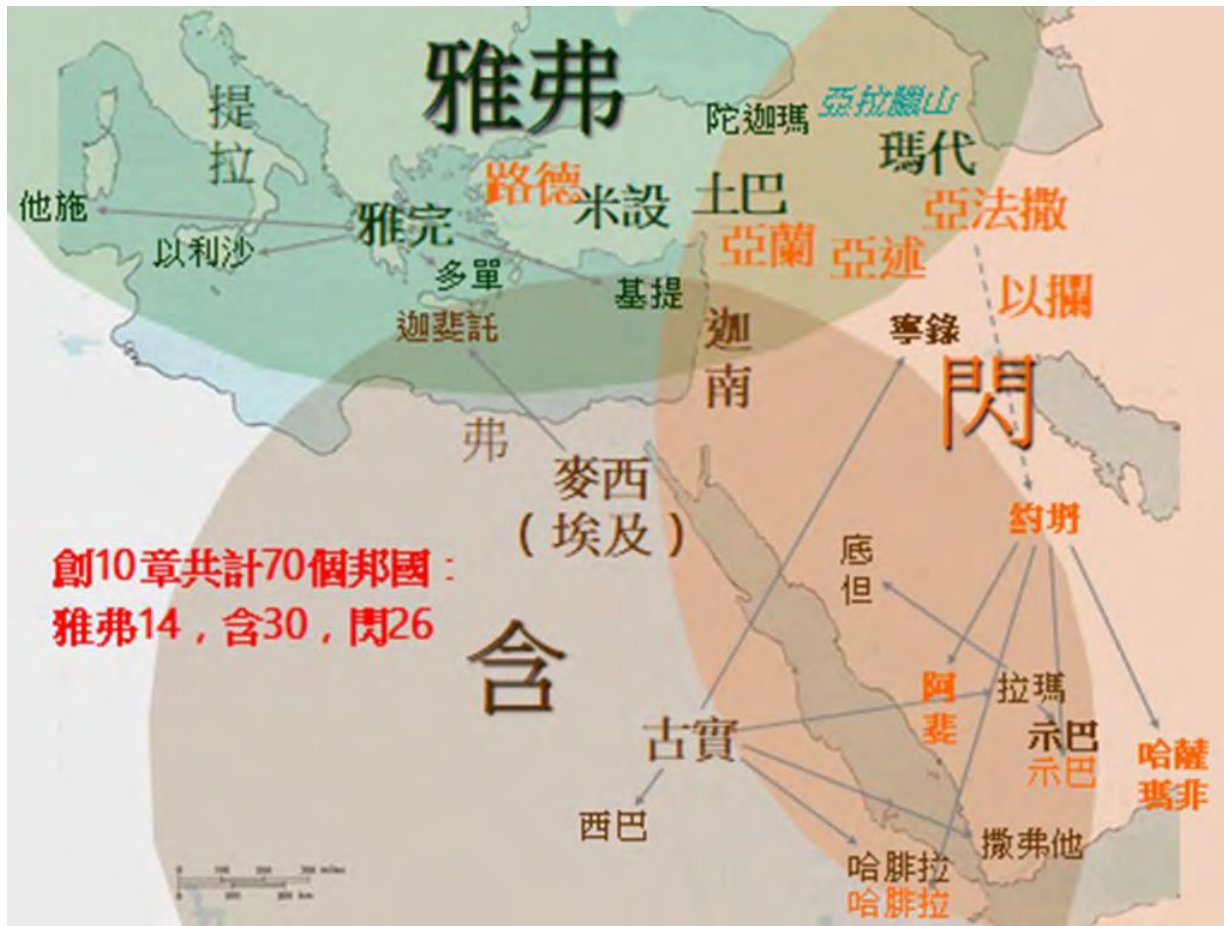 雅弗
提拉
亞拉臘山
陀迦瑪
瑪代
路德
米設
土巴
亞法撒
他施
雅完
亞蘭
亞述
以利沙
多單
基提
以攔
迦斐託
迦南
寧錄
閃
弗
麥西
(埃及)
約坍
創10章共計70個邦國：
雅弗14，含30，閃26
底但
含
阿斐
拉瑪
古實
示巴
示巴
哈薩瑪非
西巴
撒弗他
哈腓拉
哈腓拉
0 100 200 300 miles